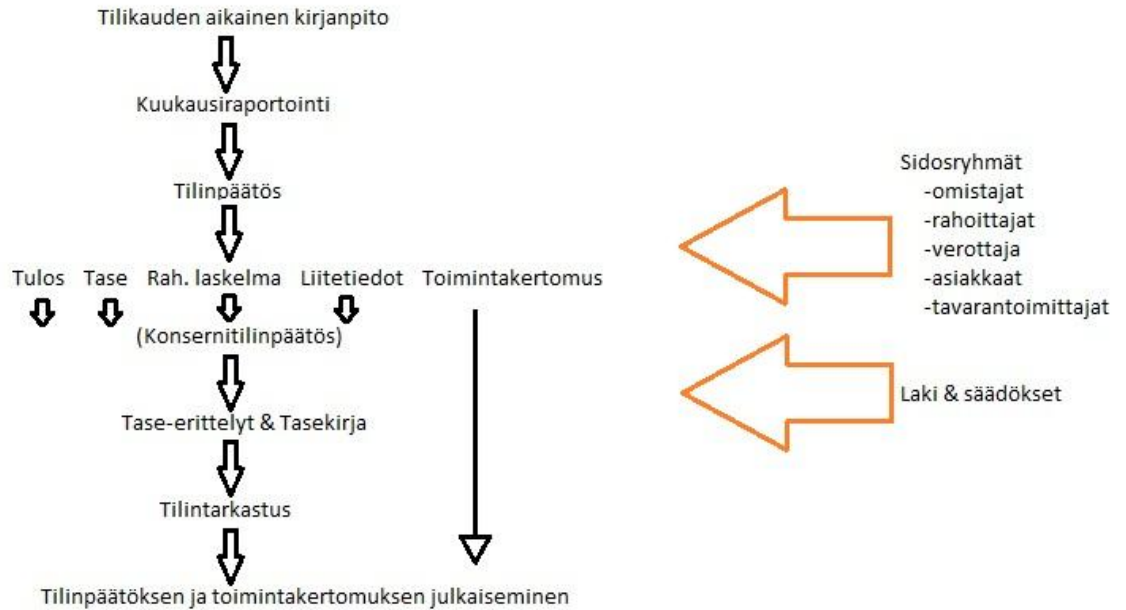 Tilikauden aikainen kirjanpito
Kuukausiraportointi
Tilinpäätös
Tulos Tase Rah. laskelma Liitetiedot Toimintakertomus
(Konsernitilinpäätös)
Tase-erittelyt & Tasekirja
Tilintarkastus
Tilinpäätöksen ja toimintakertomuksen julkaiseminen
Sidosryhmät
-omistajat
-rahoittajat
-verottaja
-asiakkaat
-tavarantoimittajat
Laki & säädökset